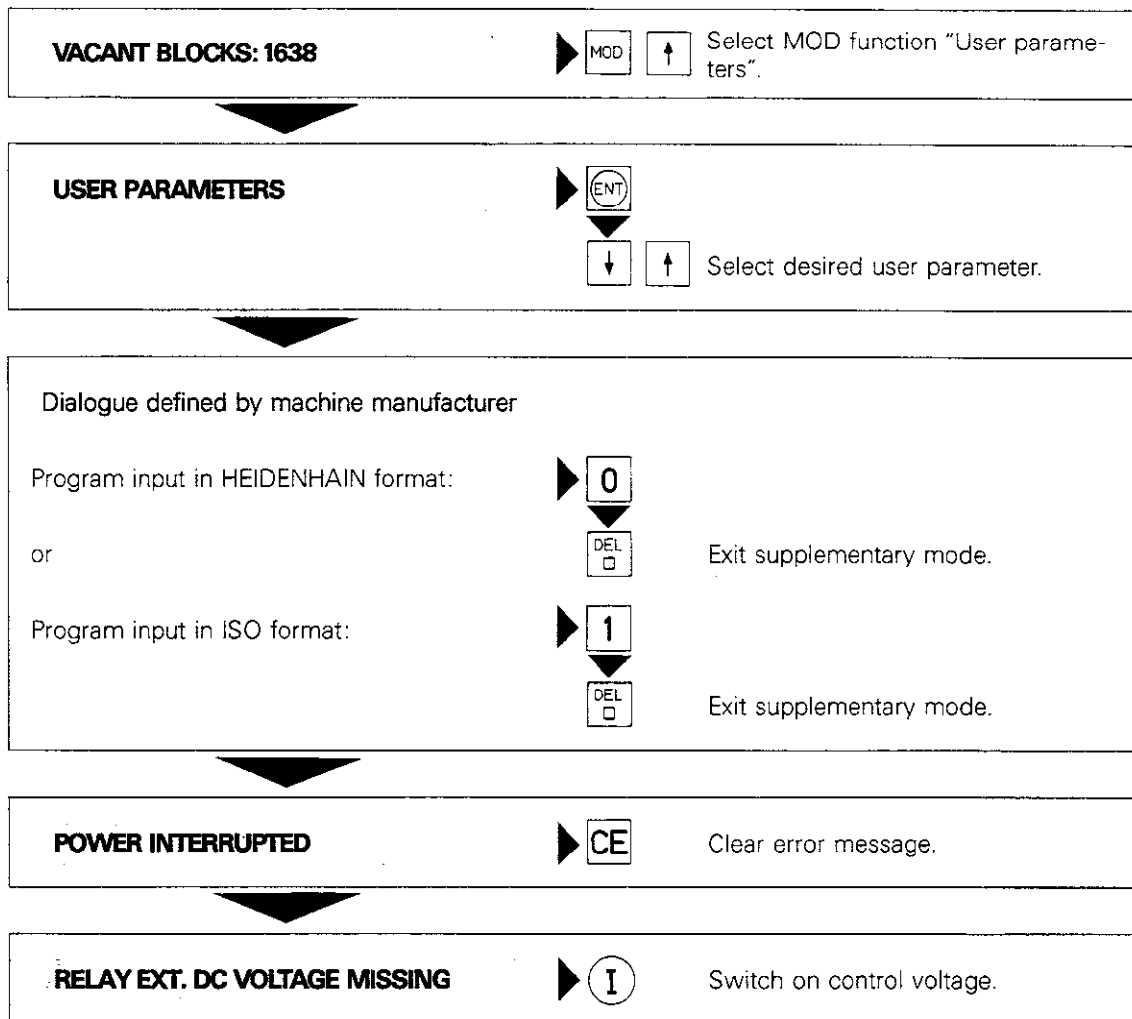 VACANT BLOCKS: 1638
MOD ↑ Select MOD function "User parame-
ters".
USER PARAMETERS
ENT
↓ ↑ Select desired user parameter.
Dialogue defined by machine manufacturer
Program input in HEIDENHAIN format:
0
or
DEL Exit supplementary mode.
Program input in ISO format:
1
DEL Exit supplementary mode.
POWER INTERRUPTED
CE Clear error message.
RELAY EXT. DC VOLTAGE MISSING
I Switch on control voltage.